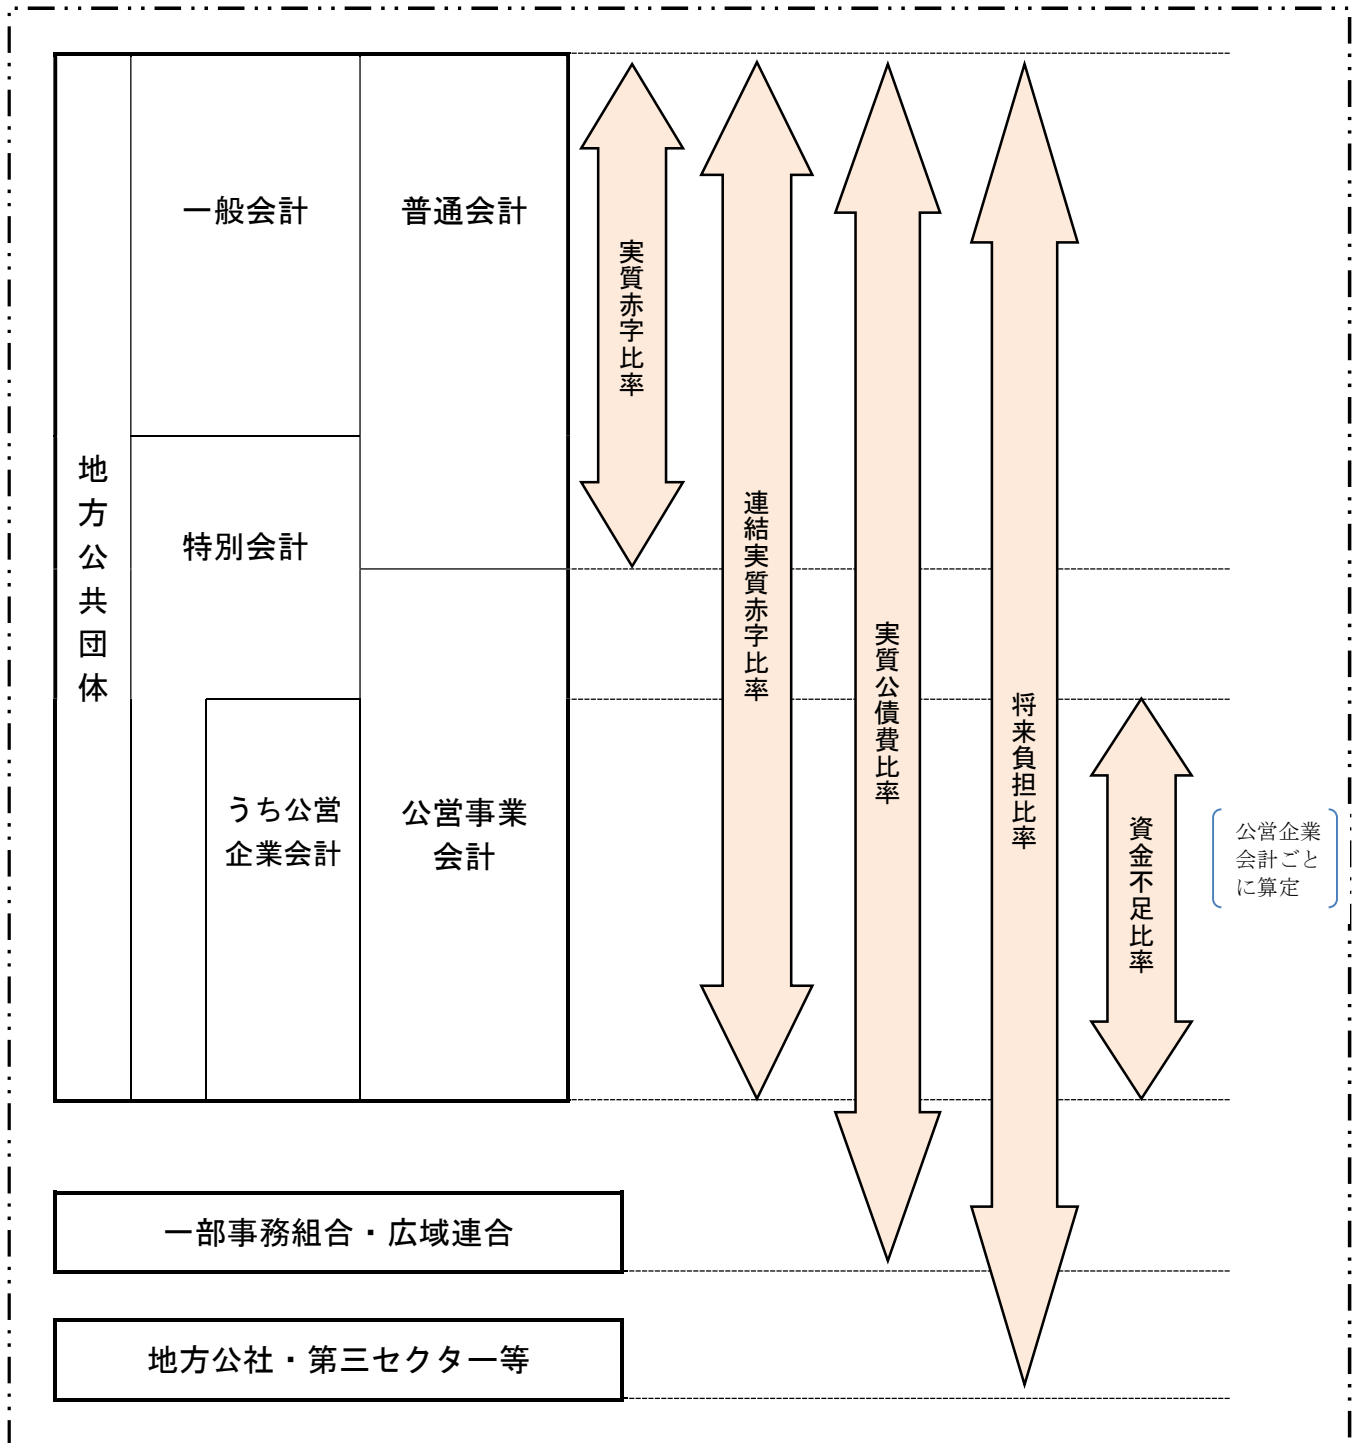 一般会計
普通会計
地方公共団体
特別会計
うち公営
企業会計
公営事業
会計
実質赤字比率
連結実質赤字比率
実質公債費比率
将来負担比率
資金不足比率
公営企業
会計ごと
に算定
一部事務組合・広域連合
地方公社・第三セクター等